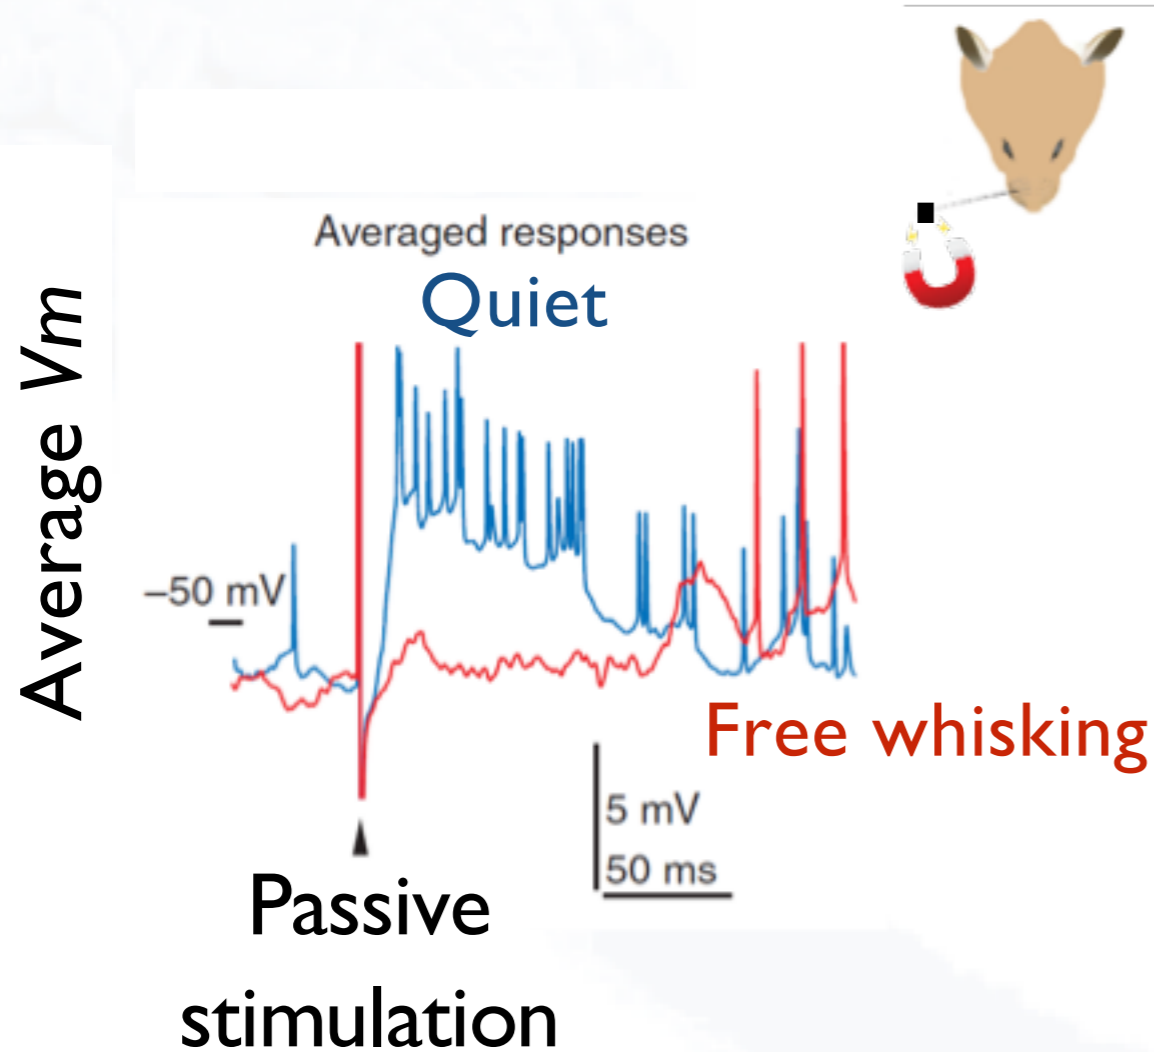 Averaged responses
Quiet
Average Vm
–50 mV
Free whisking
5 mV
50 ms
Passive
stimulation